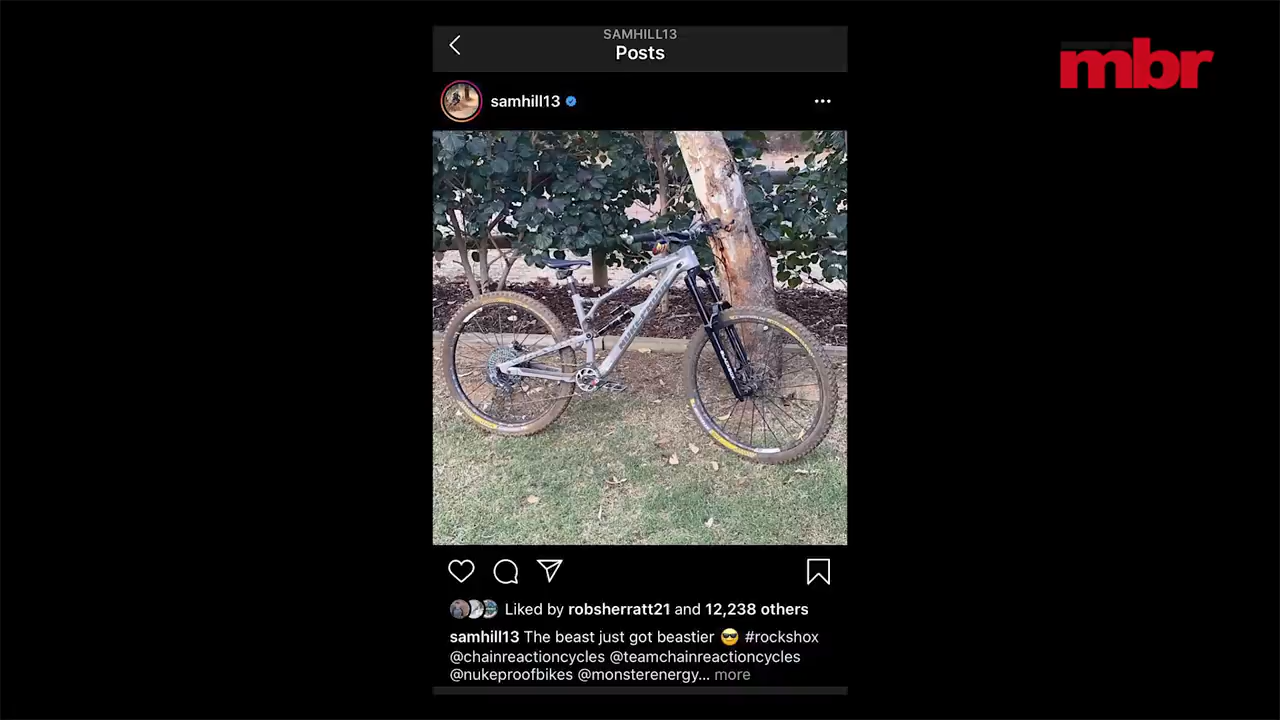 SAMHILL13
Posts
mbr
samhill13
Liked by robsherratt21 and 12,238 others
samhill13 The beast just got beastier 😎 #rockshox
@chainreactioncycles @teamchainreactioncycles
@nukeproofbikes @monsterenergy... more